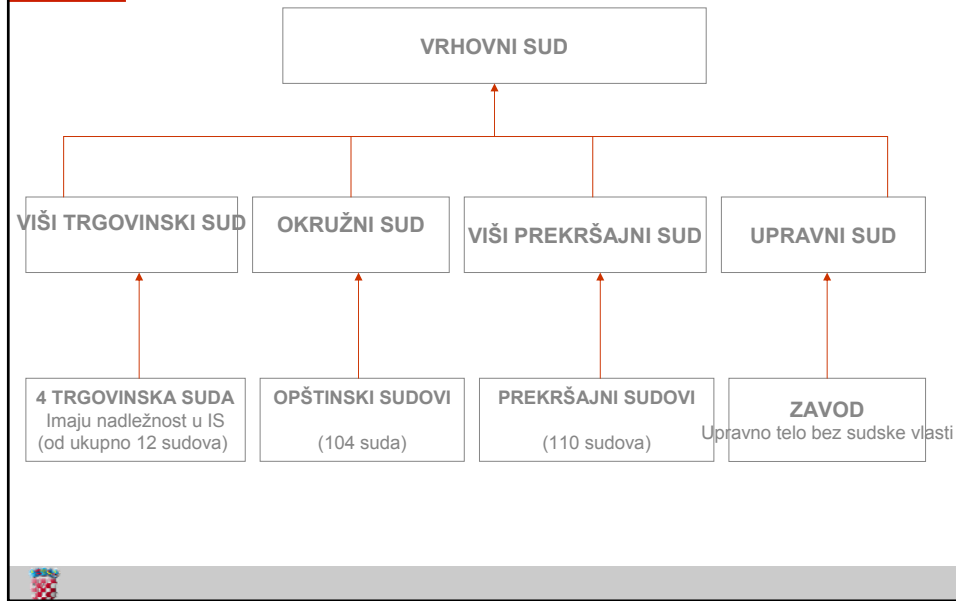 VRHOVNI SUD
VIŠI TRGOVINSKI SUD
OKRUŽNI SUD
VIŠI PREKRŠAJNI SUD
UPRAVNI SUD
4 TRGOVINSKA SUDA
Imaju nadležnost u IS
(od ukupno 12 sudova)
OPŠTINSKI SUDOVI
(104 suda)
PREKRŠAJNI SUDOVI
(110 sudova)
ZAVOD
Upravno telo bez sudske vlasti